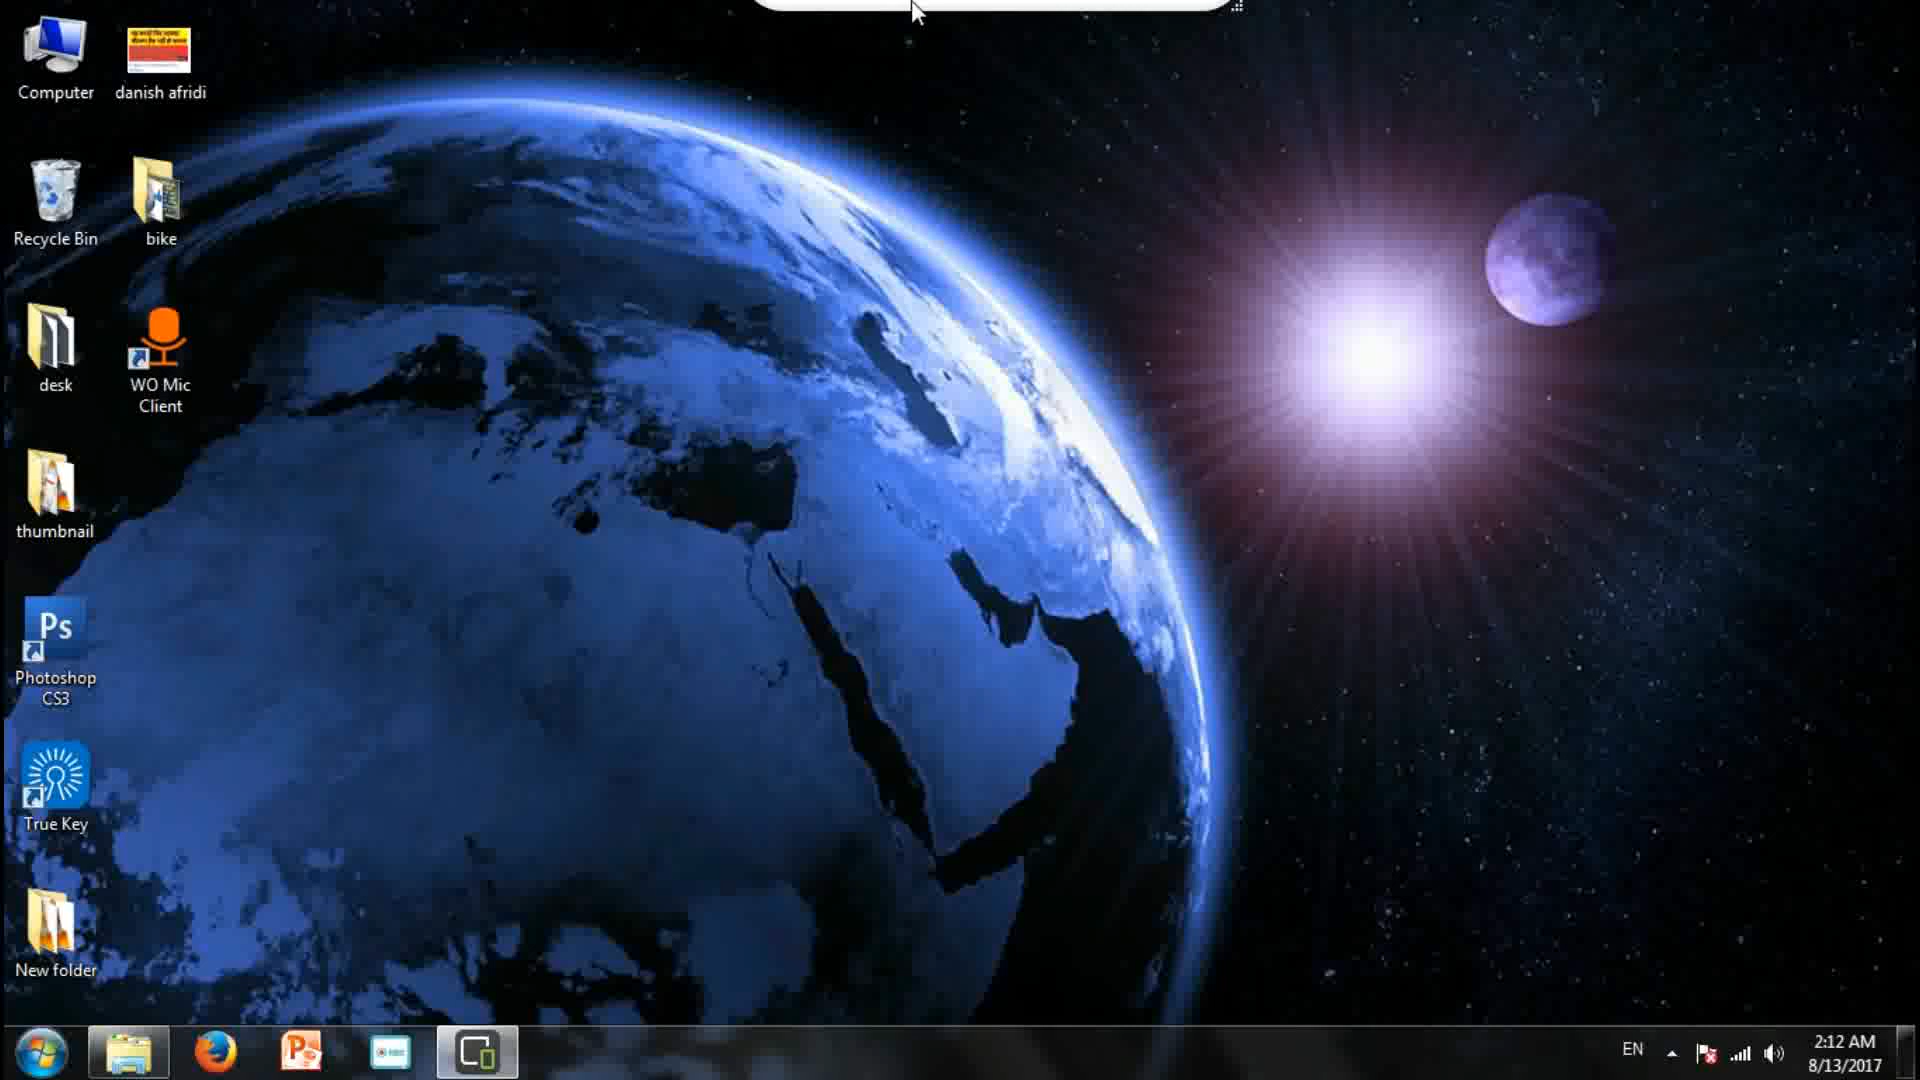 Computer
danish afridi
Recycle Bin
bike
desk
WO Mic
Client
thumbnail
Ps
Photoshop
CS3
True Key
New folder
EN
2:12 AM
8/13/2017